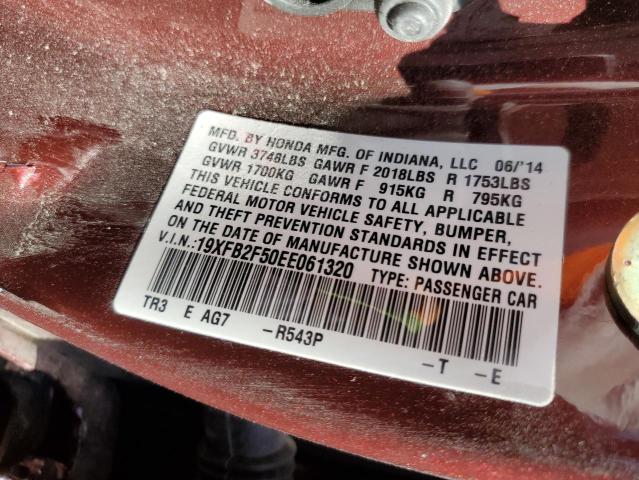 MFD. BY HONDA MFG. OF INDIANA, LLC 06/'14
GVWR 3748LBS GAWR F 2018LBS R 1753LBS
GVWR 1700KG GAWR F 915KG R 795KG
THIS VEHICLE CONFORMS TO ALL APPLICABLE
FEDERAL MOTOR VEHICLE SAFETY, BUMPER,
AND THEFT PREVENTION STANDARDS IN EFFECT
ON THE DATE OF MANUFACTURE SHOWN ABOVE.
V.I.N.:19XFB2F50EE061320 TYPE: PASSENGER CAR
TR3 E AG7 -R543P -T -E